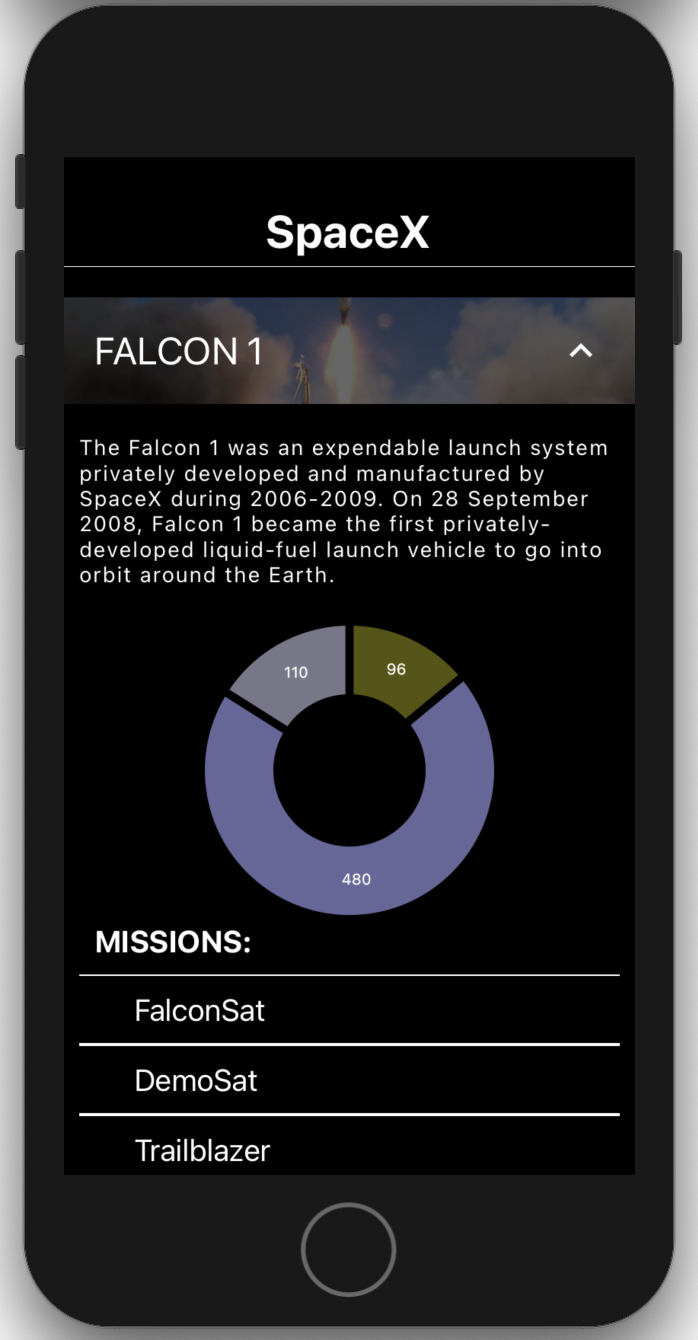 SpaceX
FALCON 1
The Falcon 1 was an expendable launch system
privately developed and manufactured by
SpaceX during 2006-2009. On 28 September
2008, Falcon 1 became the first privately-
developed liquid-fuel launch vehicle to go into
orbit around the Earth.
110
96
480
MISSIONS:
FalconSat
DemoSat
Trailblazer